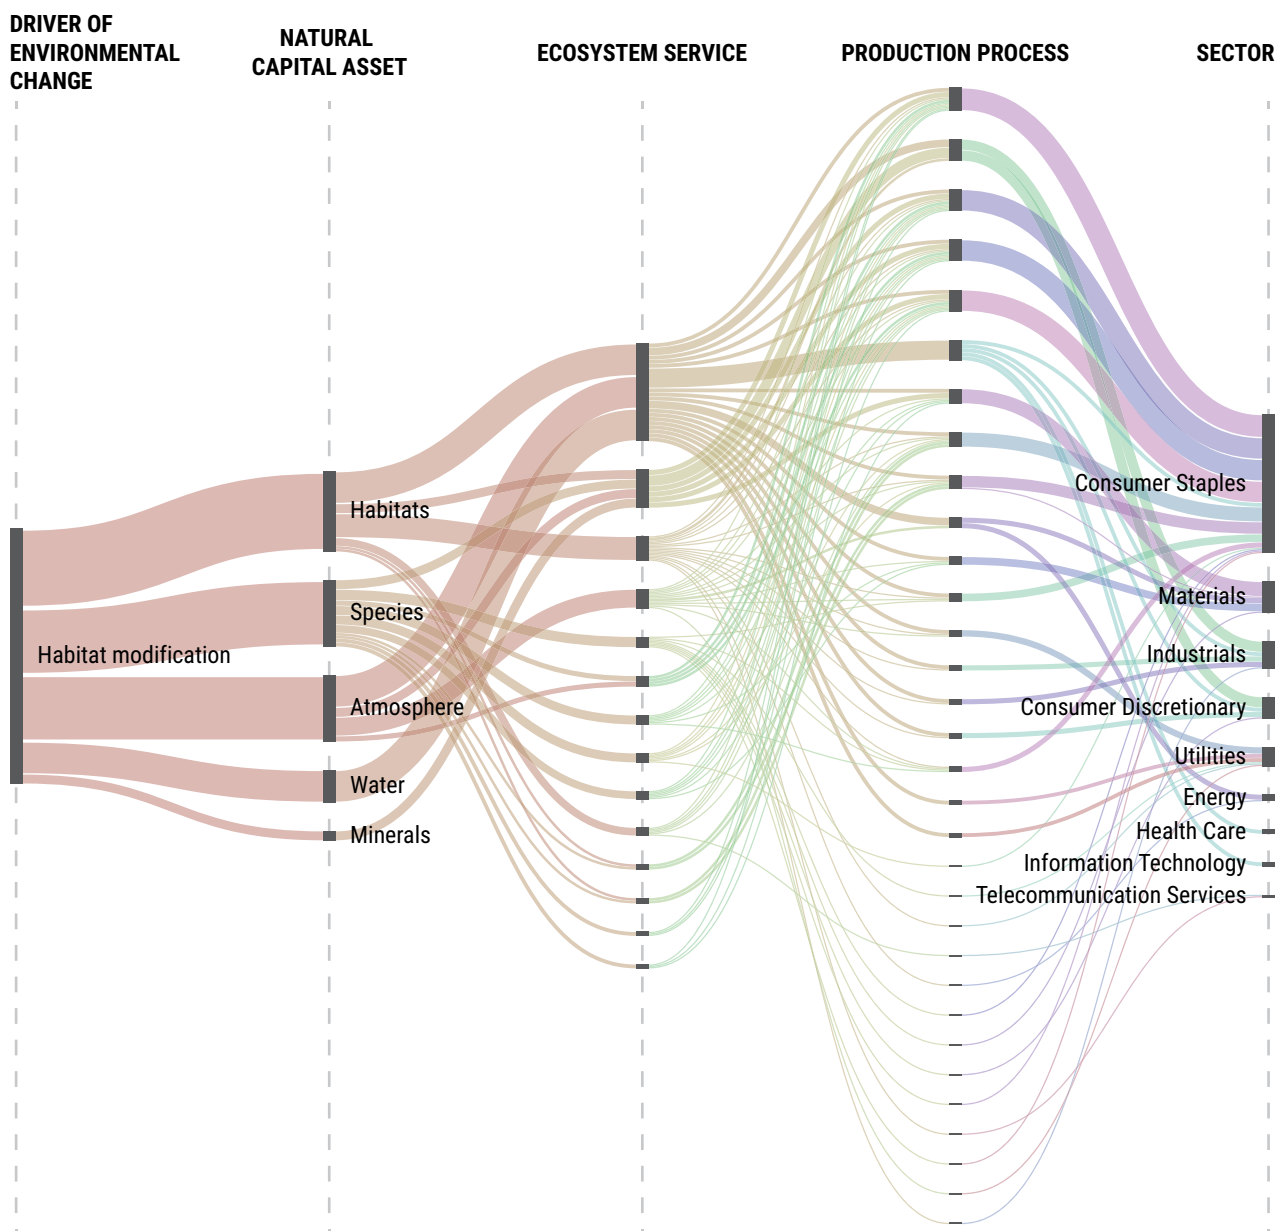 DRIVER OF
ENVIRONMENTAL
CHANGE
NATURAL
CAPITAL ASSET
ECOSYSTEM SERVICE
PRODUCTION PROCESS
SECTOR
Habitat modification
Habitats
Species
Atmosphere
Water
Minerals
Consumer Staples
Materials
Industrials
Consumer Discretionary
Utilities
Energy
Health Care
Information Technology
Telecommunication Services